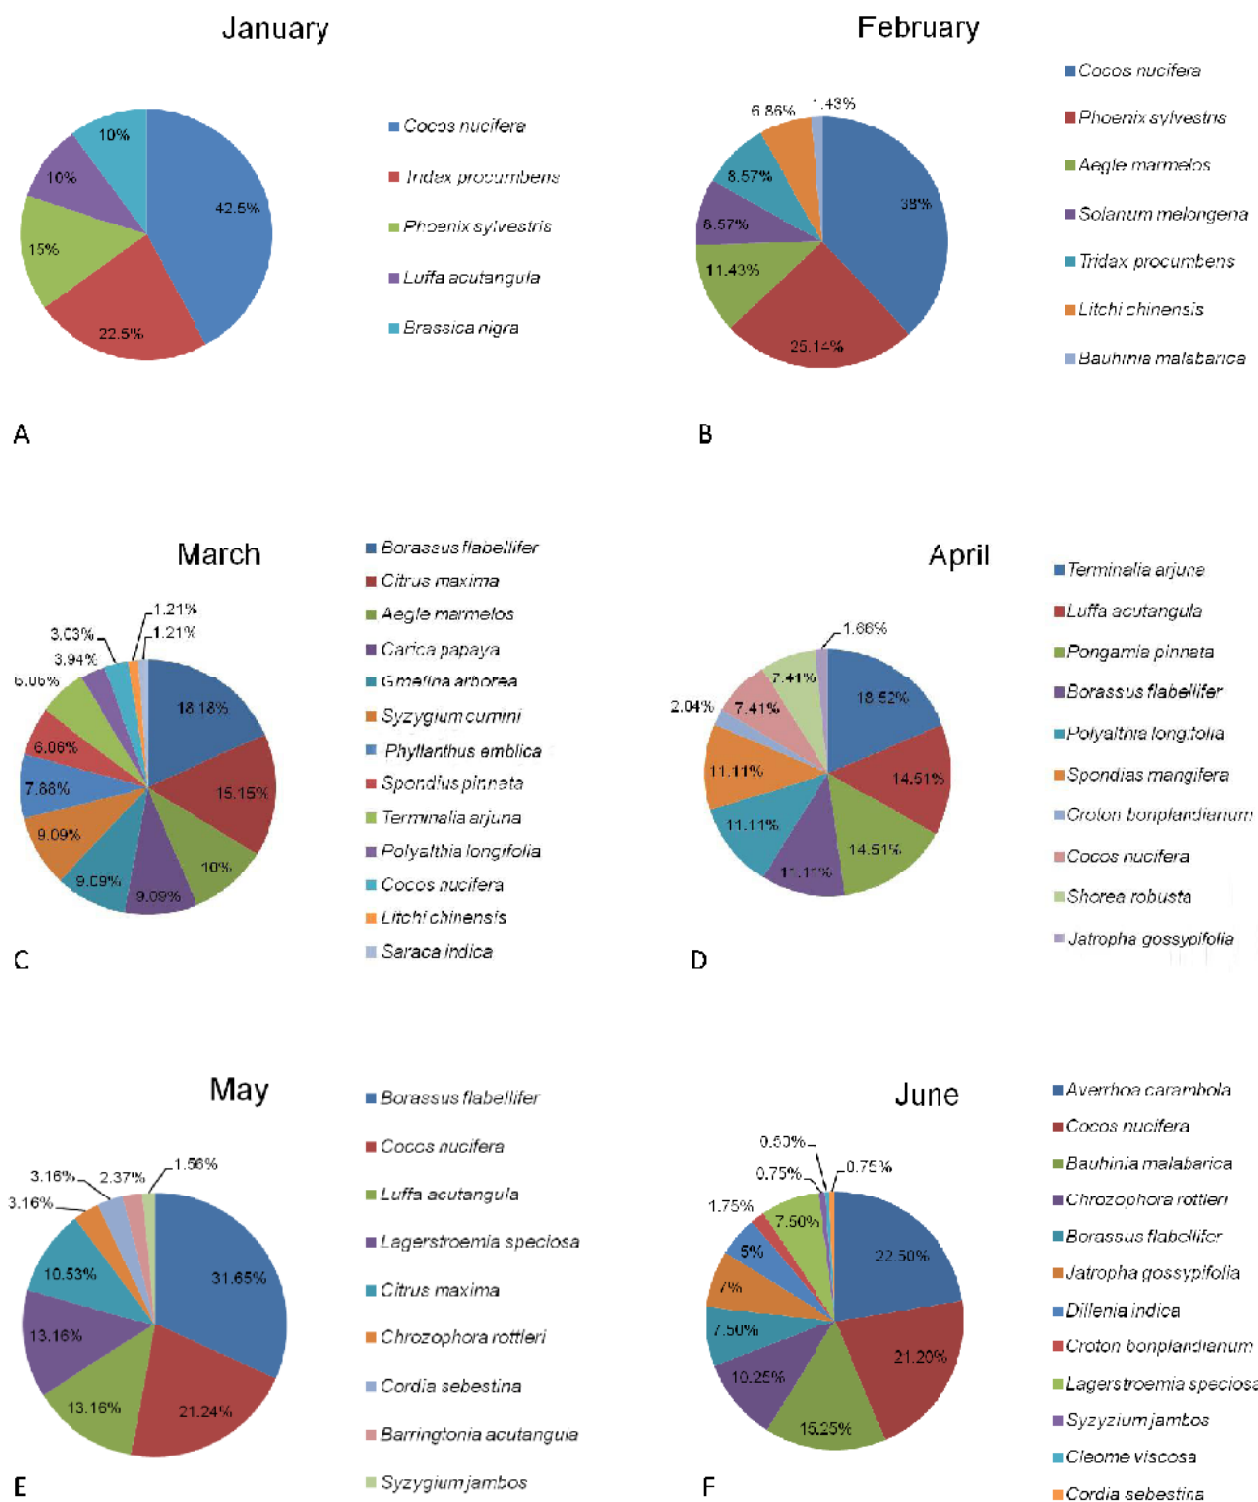 January
10%
10%
15%
22.5%
42.5%
Cocos nucifera
Tridax procumbens
Phoenix sylvestris
Luffa acutangula
Brassica nigra
A
February
1.43%
6.86%
8.57%
8.57%
11.43%
25.14%
38%
Cocos nucifera
Phoenix sylvestris
Aegle marmelos
Solanum melongena
Tridax procumbens
Litchi chinensis
Bauhinia malabarica
B
March
1.21%
1.21%
3.03%
3.94%
6.06%
6.06%
7.88%
9.09%
9.09%
9.09%
10%
15.15%
18.18%
Borassus flabellifer
Citrus maxima
Aegle marmelos
Carica papaya
Gmelina arborea
Syzygium cumini
Phyllanthus emblica
Spondius pinnata
Terminalia arjuna
Polyalthia longifolia
Cocos nucifera
Litchi chinensis
Saraca indica
C
April
1.66%
7.41%
7.41%
2.04%
11.11%
11.11%
11.11%
14.51%
14.51%
18.52%
Terminalia arjuna
Luffa acutangula
Pongamia pinnata
Borassus flabellifer
Polyalthia longifolia
Spondias mangifera
Croton bonplandianum
Cocos nucifera
Shorea robusta
Jatropha gossypifolia
D
May
1.56%
2.37%
3.16%
3.16%
10.53%
13.16%
13.16%
21.24%
31.65%
Borassus flabellifer
Cocos nucifera
Luffa acutangula
Lagerstroemia speciosa
Citrus maxima
Chrozophora rottleri
Cordia sebestina
Barringtonia acutangula
Syzygium jambos
E
June
0.50%
0.75%
0.75%
1.75%
7.50%
5%
7%
7.50%
10.25%
15.25%
21.20%
22.50%
Averrhoa carambola
Cocos nucifera
Bauhinia malabarica
Chrozophora rottleri
Borassus flabellifer
Jatropha gossypifolia
Dillenia indica
Croton bonplandianum
Lagerstroemia speciosa
Syzyzium jambos
Cleome viscosa
Cordia sebestina
F